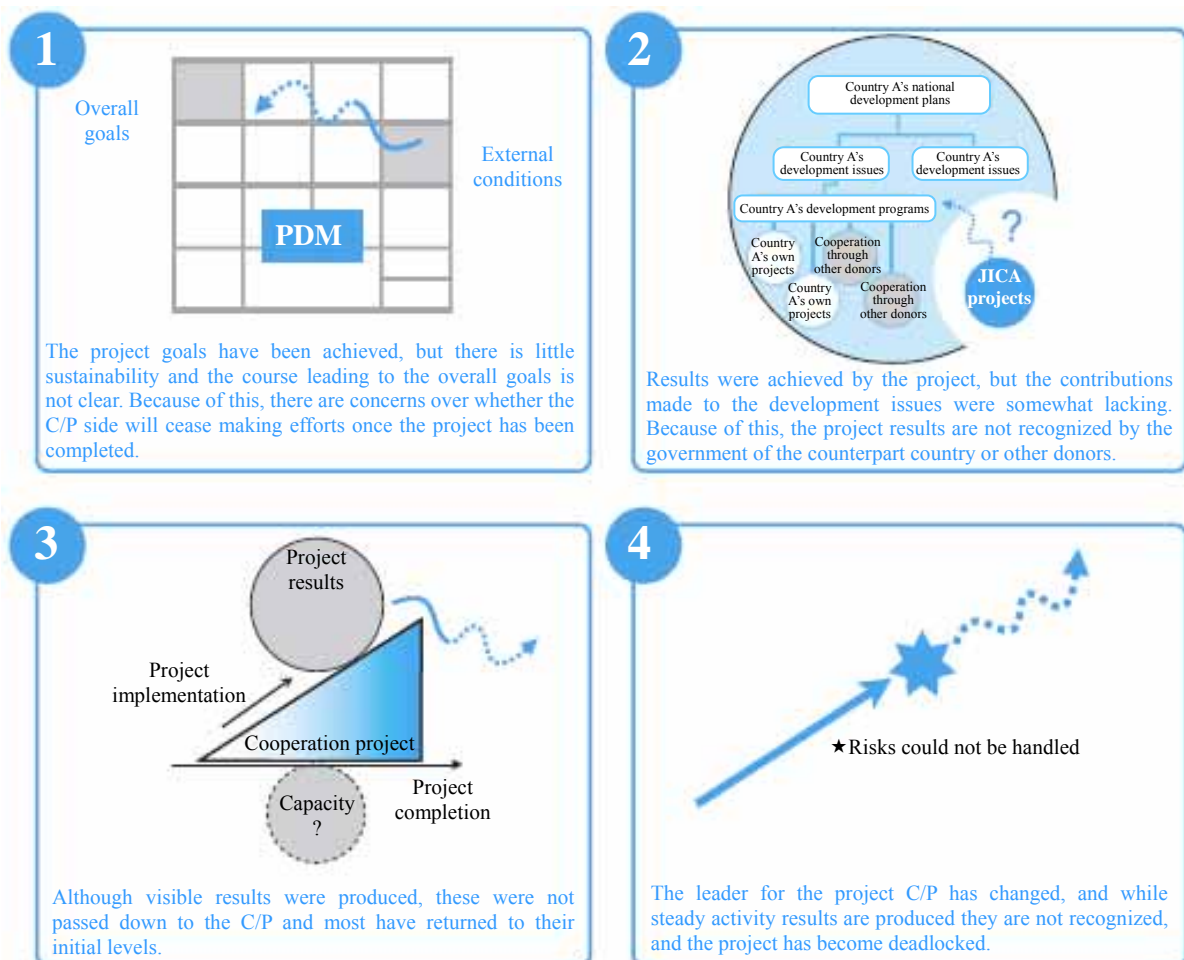 1
Overall
goals
External
conditions
PDM
The project goals have been achieved, but there is little
sustainability and the course leading to the overall goals is
not clear. Because of this, there are concerns over whether the
C/P side will cease making efforts once the project has been
completed.
2
Country A's national
development plans
Country A's
development issues
Country A's
development issues
Country A's development programs
Country
A's own
projects
Cooperation
through
other donors
Country
A's own
projects
Cooperation
through
other donors
?
JICA
projects
Results were achieved by the project, but the contributions
made to the development issues were somewhat lacking.
Because of this, the project results are not recognized by the
government of the counterpart country or other donors.
3
Project
results
Project
implementation
Cooperation project
Project
completion
Capacity
?
Although visible results were produced, these were not
passed down to the C/P and most have returned to their
initial levels.
4
★Risks could not be handled
The leader for the project C/P has changed, and while
steady activity results are produced they are not recognized,
and the project has become deadlocked.